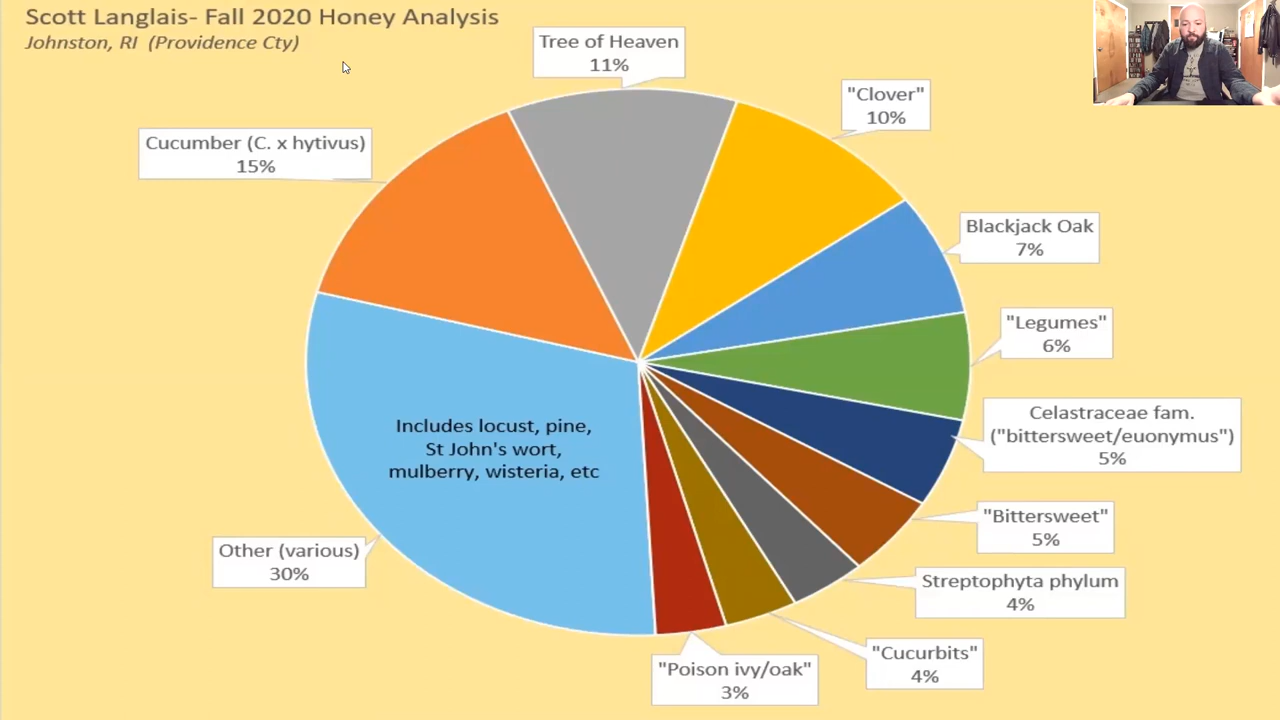 Scott Langlais- Fall 2020 Honey Analysis
Johnston, RI  (Providence Cty)
Tree of Heaven
11%
"Clover"
10%
Cucumber (C. x hytivus)
15%
Blackjack Oak
7%
"Legumes"
6%
Celastraceae fam.
("bittersweet/euonymus")
5%
Includes locust, pine,
St John's wort,
mulberry, wisteria, etc
"Bittersweet"
5%
Other (various)
30%
Streptophyta phylum
4%
"Cucurbits"
4%
"Poison ivy/oak"
3%